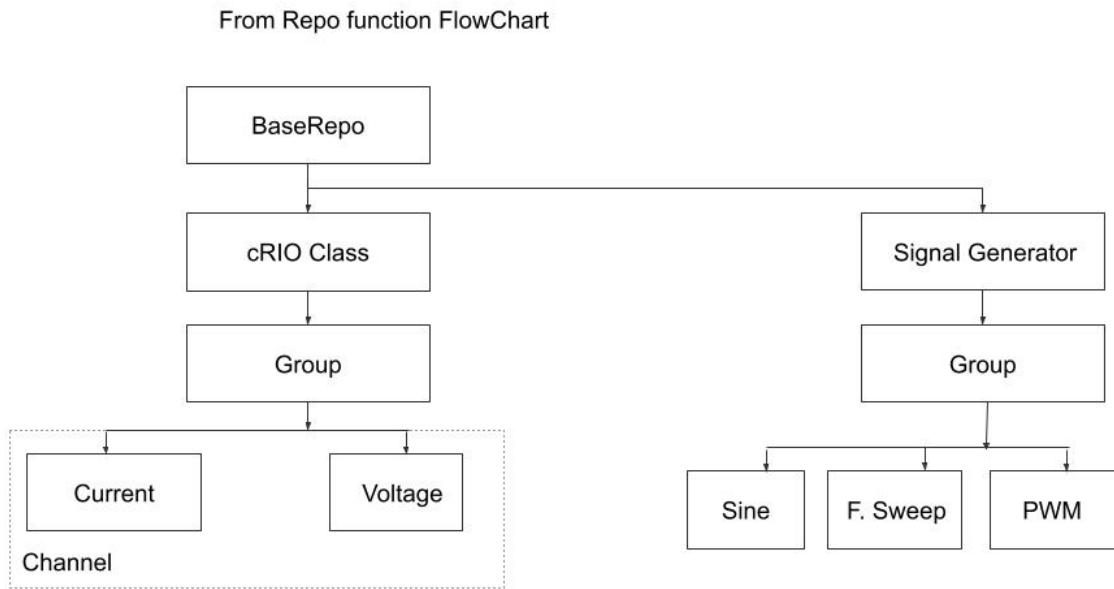 From Repo function FlowChart
BaseRepo
cRIO Class
Signal Generator
Group
Group
Current
Voltage
Sine
F. Sweep
PWM
Channel